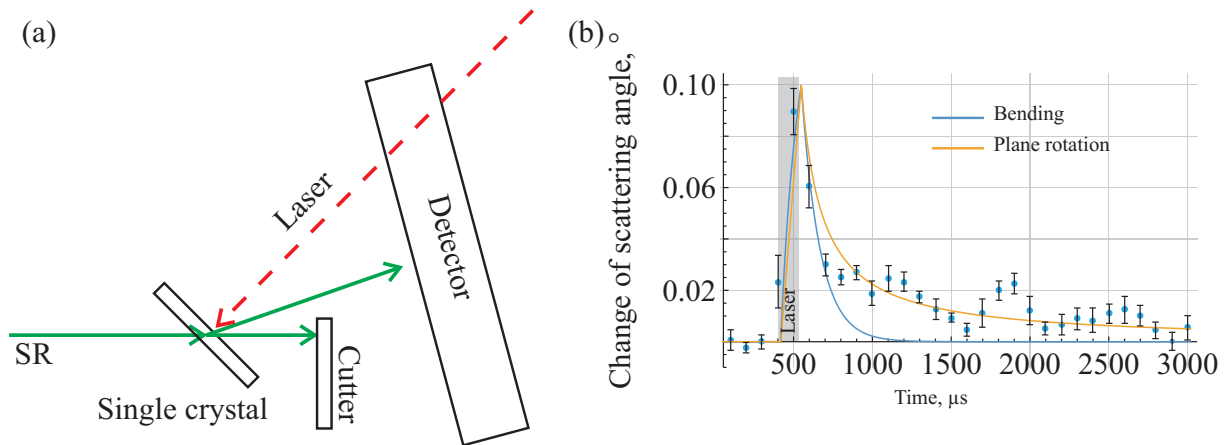 (a)
Laser
Detector
SR
Single crystal
Cutter
(b)
Change of scattering angle, °
0.10
0.06
0.02
Bending
Plane rotation
Laser
500
1000
1500
2000
2500
3000
Time, μs